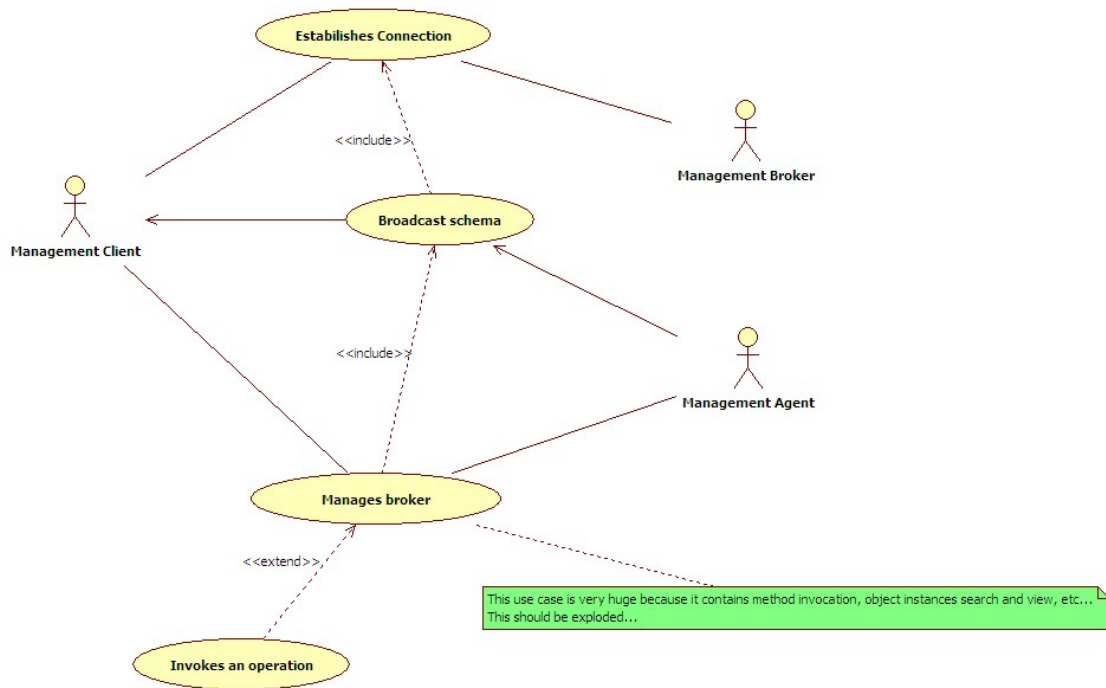 Estabilishes Connection
Management Broker
<<include>>
Broadcast schema
Management Client
<<include>>
Management Agent
Manages broker
<<extend>>
This use case is very huge because it contains method invocation, object instances search and view, etc...
This should be exploded...
Invokes an operation